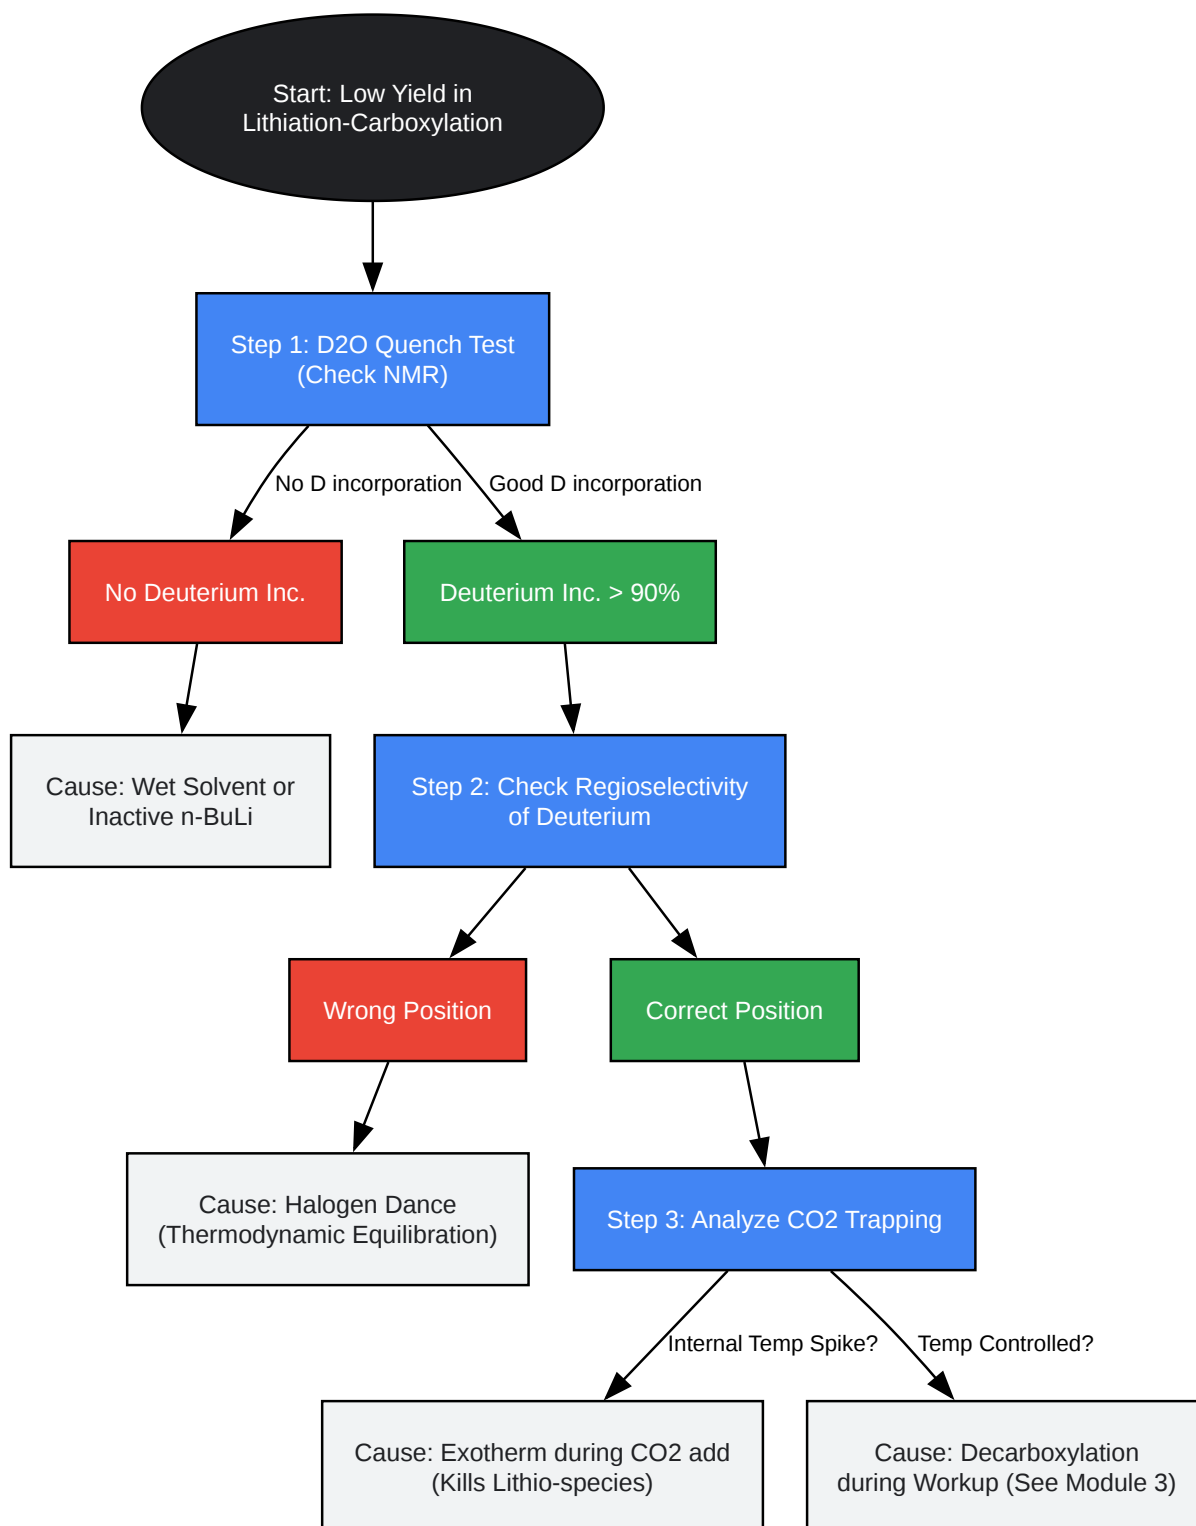 Start: Low Yield in
Lithiation-Carboxylation
Step 1: D2O Quench Test
(Check NMR)
No D incorporation
Good D incorporation
No Deuterium Inc.
Deuterium Inc. > 90%
Cause: Wet Solvent or
Inactive n-BuLi
Step 2: Check Regioselectivity
of Deuterium
Wrong Position
Correct Position
Cause: Halogen Dance
(Thermodynamic Equilibration)
Step 3: Analyze CO2 Trapping
Internal Temp Spike?
Temp Controlled?
Cause: Exotherm during CO2 add
(Kills Lithio-species)
Cause: Decarboxylation
during Workup (See Module 3)